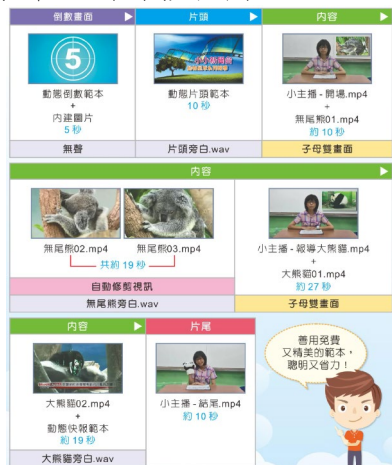 倒數畫面
片頭
內容
5
動態倒數範本
+
內建圖片
5 秒
動態片頭範本
10 秒
小主播 - 開場.mp4
+
無尾熊01.mp4
約 10 秒
無聲
片頭旁白.wav
子母雙畫面
內容
無尾熊02.mp4
無尾熊03.mp4
共約 19 秒
小主播 - 報導大熊貓.mp4
+
大熊貓01.mp4
約 27 秒
自動修剪視訊
無尾熊旁白.wav
子母雙畫面
內容
片尾
大熊貓02.mp4
+
動態快報範本
約 19 秒
小主播 - 結尾.mp4
約 10 秒
大熊貓旁白.wav
善用免費
又精美的範本，
聰明又省力！